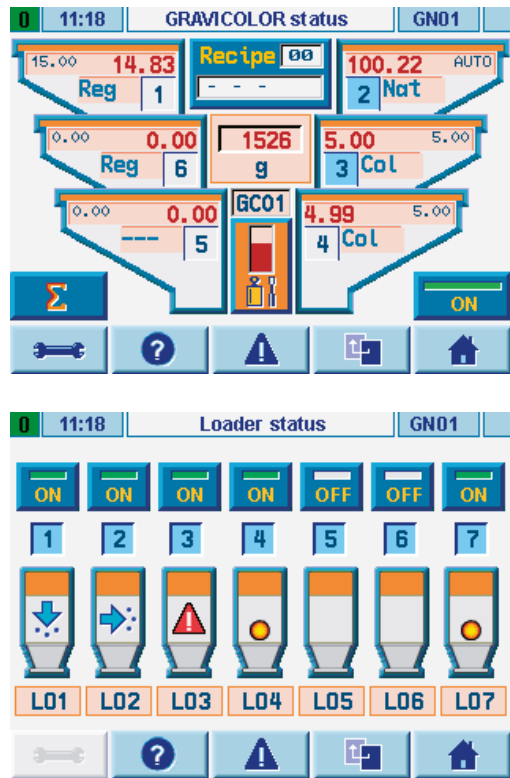 0 11:18 GRAVICOLOR status GN01
15.00 14.83 Recipe 00 100.22 AUTO
Reg 1 - - - 2 Nat
0.00 0.00 1526 5.00 5.00
Reg 6 g 3 Col
0.00 0.00 GC01 4.99 5.00
--- 5 4 Col
Σ ON
? !
0 11:18 Loader status GN01
ON ON ON ON OFF OFF ON
1 2 3 4 5 6 7
!
L01 L02 L03 L04 L05 L06 L07
? !